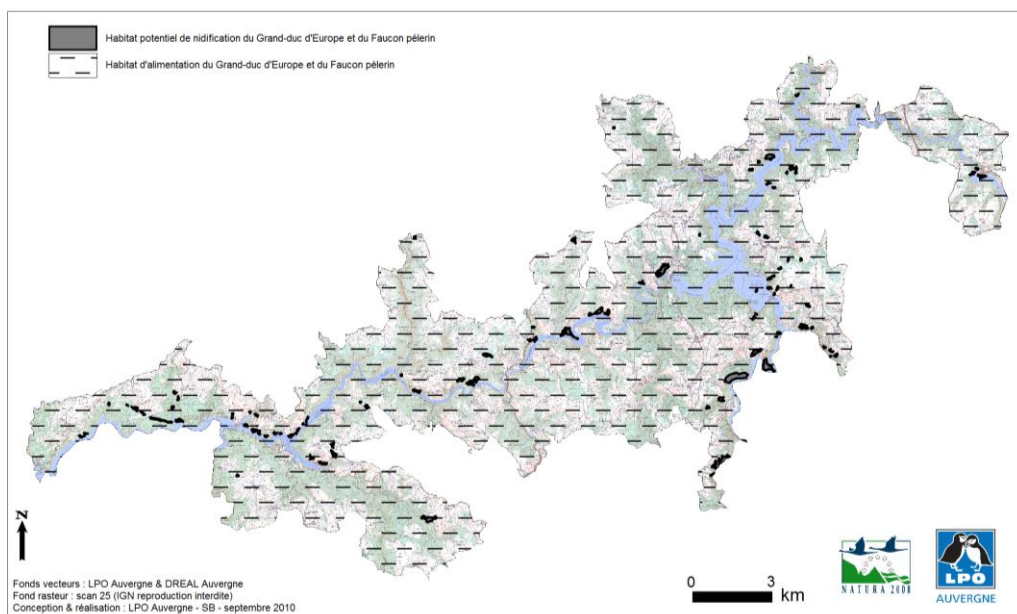 Habitat potentiel de nidification du Grand-duc d'Europe et du Faucon pélerin
Habitat d'alimentation du Grand-duc d'Europe et du Faucon pélerin
N
Fonds vecteurs : LPO Auvergne & DREAL Auvergne
Fond rasteur : scan 25 (IGN reproduction interdite)
Conception & réalisation : LPO Auvergne - SB - septembre 2010
0 3
km
NATURA 2000
LPO
AUVERGNE